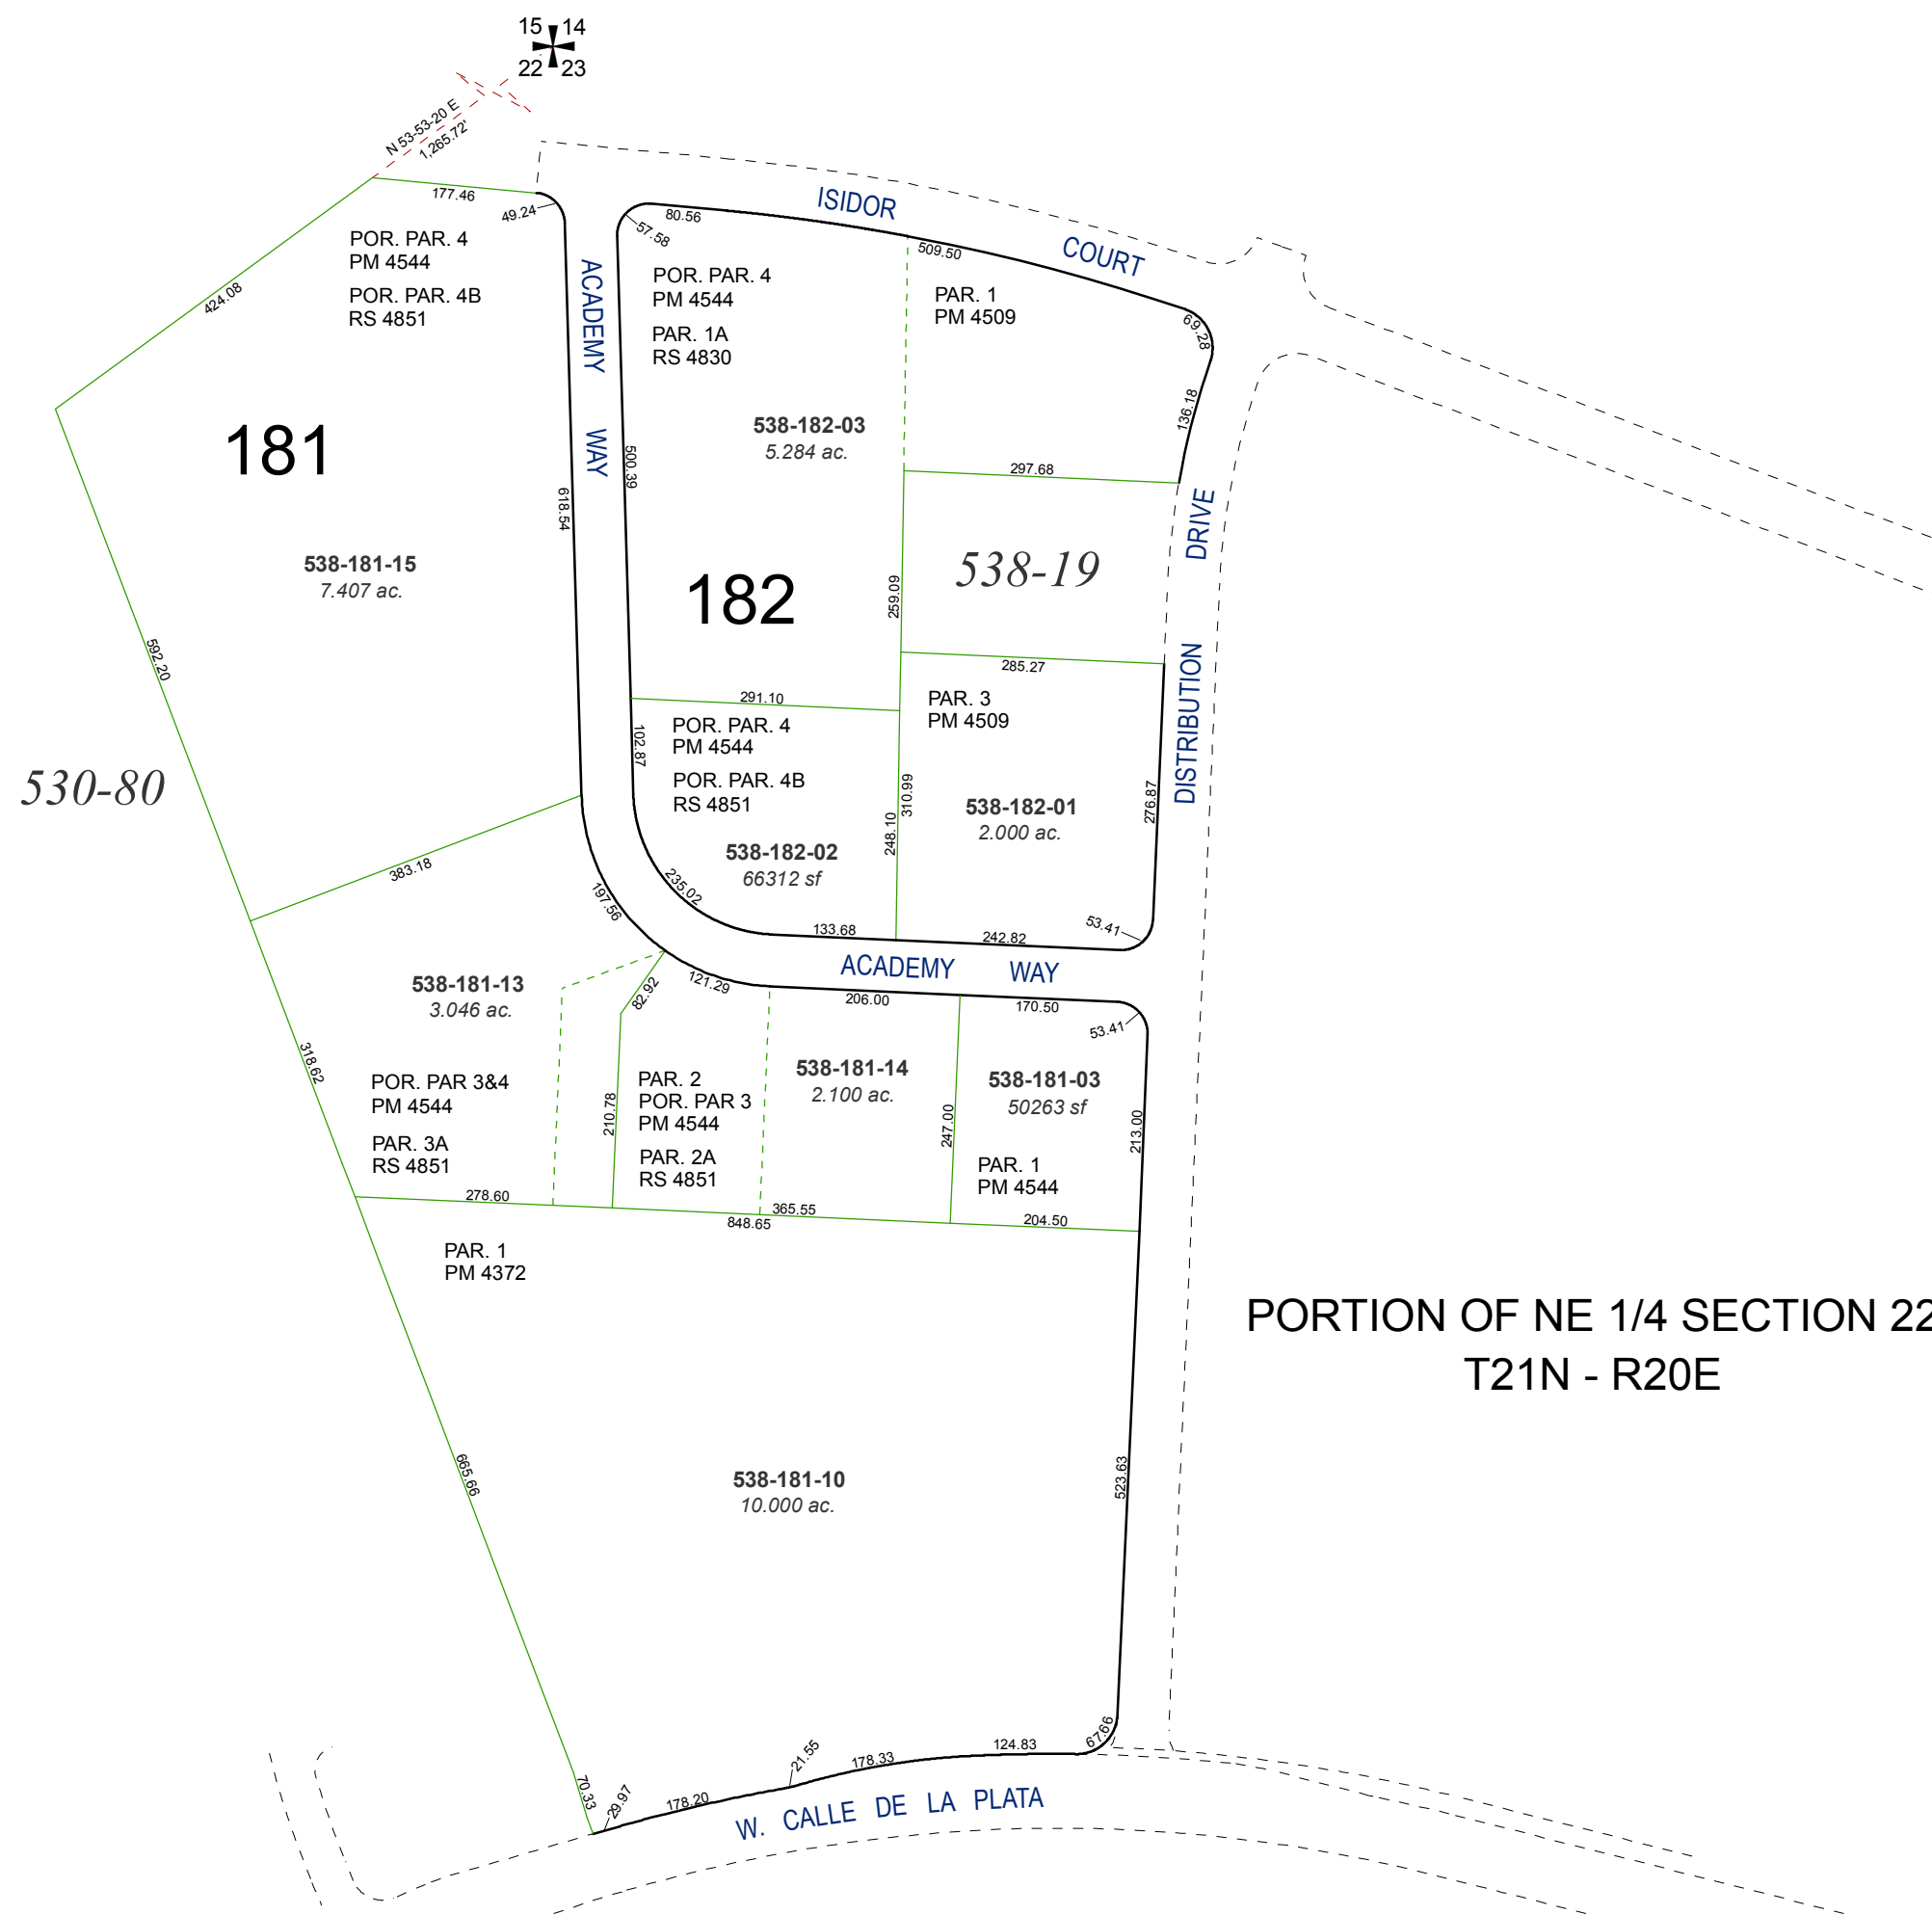 15 14
22 23
N 53-53-20 E
1,265.72'
177.46
49.24
424.08
POR. PAR. 4
PM 4544
POR. PAR. 4B
RS 4851
181
538-181-15
7.407 ac.
592.20
618.54
ACADEMY WAY
57.58
80.56
ISIDOR COURT
509.50
POR. PAR. 4
PM 4544
PAR. 1A
RS 4830
538-182-03
5.284 ac.
500.39
182
PAR. 1
PM 4509
69.28
136.18
297.68
DISTRIBUTION DRIVE
538-19
259.09
285.27
291.10
102.87
POR. PAR. 4
PM 4544
POR. PAR. 4B
RS 4851
538-182-02
66312 sf
235.02
133.68
248.10
310.99
PAR. 3
PM 4509
538-182-01
2.000 ac.
276.87
53.41
242.82
530-80
383.18
197.56
ACADEMY WAY
538-181-13
3.046 ac.
318.62
POR. PAR 3&4
PM 4544
PAR. 3A
RS 4851
278.60
82.92
121.29
210.78
PAR. 2
POR. PAR 3
PM 4544
PAR. 2A
RS 4851
206.00
538-181-14
2.100 ac.
247.00
365.55
848.65
170.50
53.41
538-181-03
50263 sf
213.00
PAR. 1
PM 4544
204.50
PAR. 1
PM 4372
PORTION OF NE 1/4 SECTION 22
T21N - R20E
665.66
538-181-10
10.000 ac.
523.63
70.33
29.97
178.20
21.55
178.33
124.83
67.66
W. CALLE DE LA PLATA